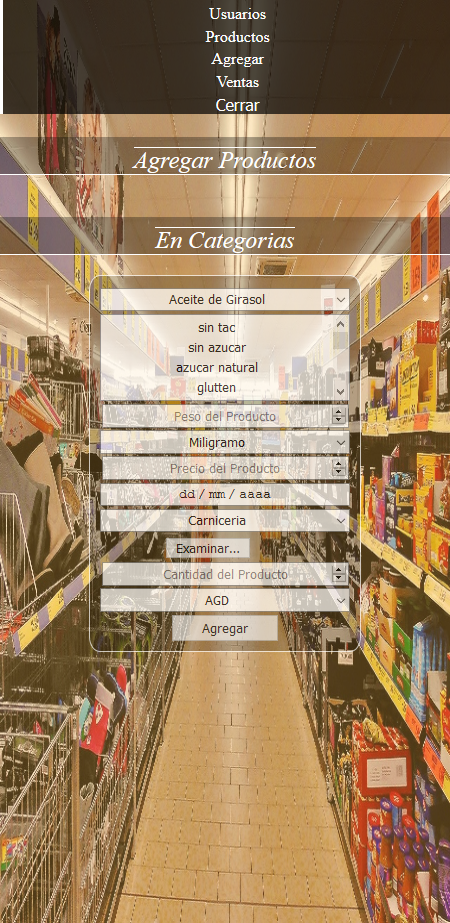 Usuarios
Productos
Agregar
Ventas
Cerrar
Agregar Productos
En Categorias
Aceite de Girasol
sin tac
sin azucar
azucar natural
glutten
Peso del Producto
Miligramo
Precio del Producto
dd / mm / aaaa
Carniceria
Examinar...
Cantidad del Producto
AGD
Agregar